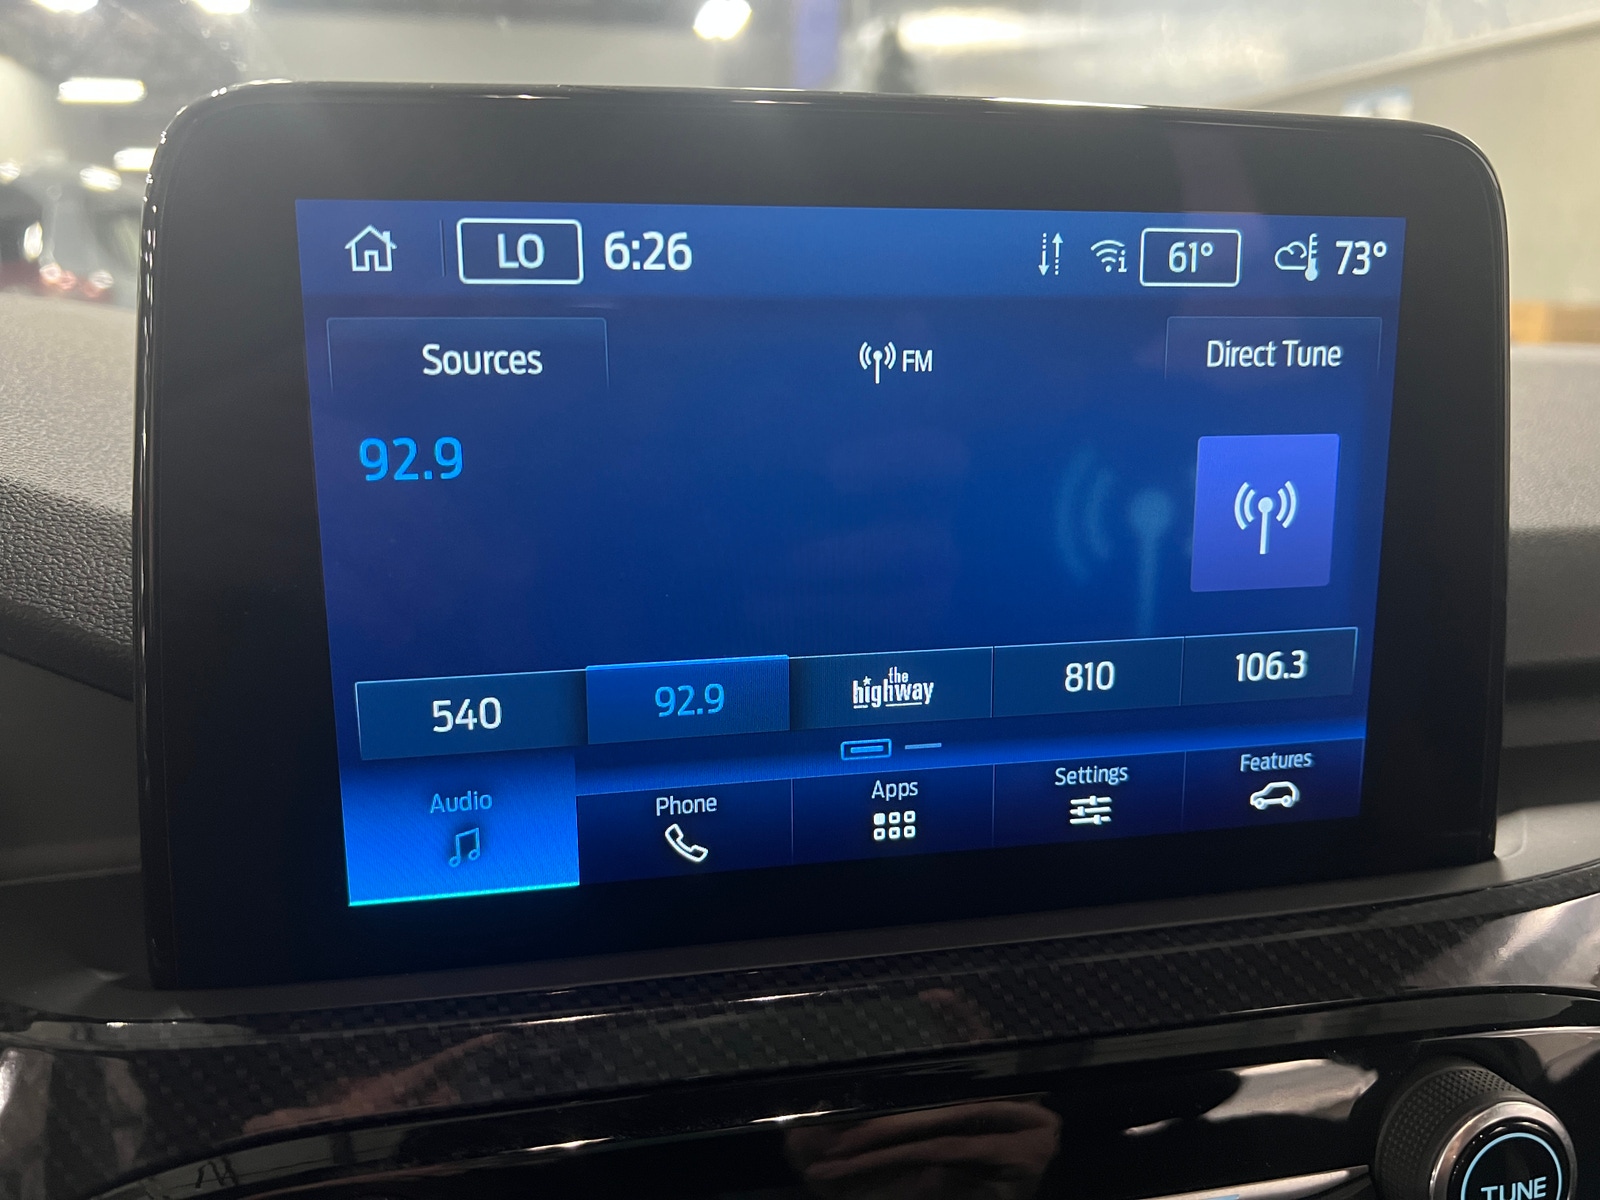 LO 6:26 61° 73°
Sources FM Direct Tune
92.9
540 92.9 the highway 810 106.3
Audio Phone Apps Settings Features
TUNE